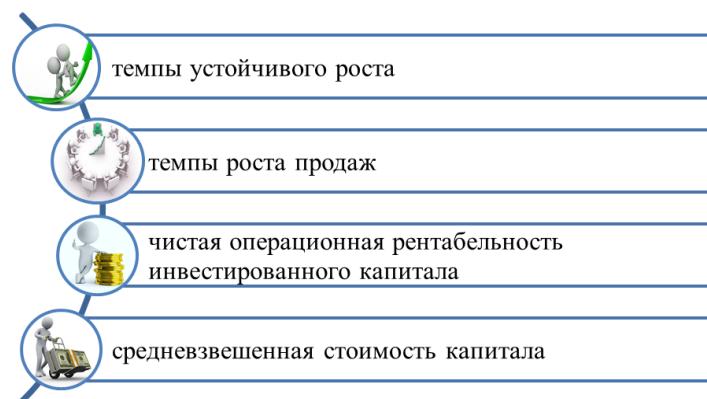 темпы устойчивого роста
темпы роста продаж
чистая операционная рентабельность
инвестированного капитала
средневзвешенная стоимость капитала